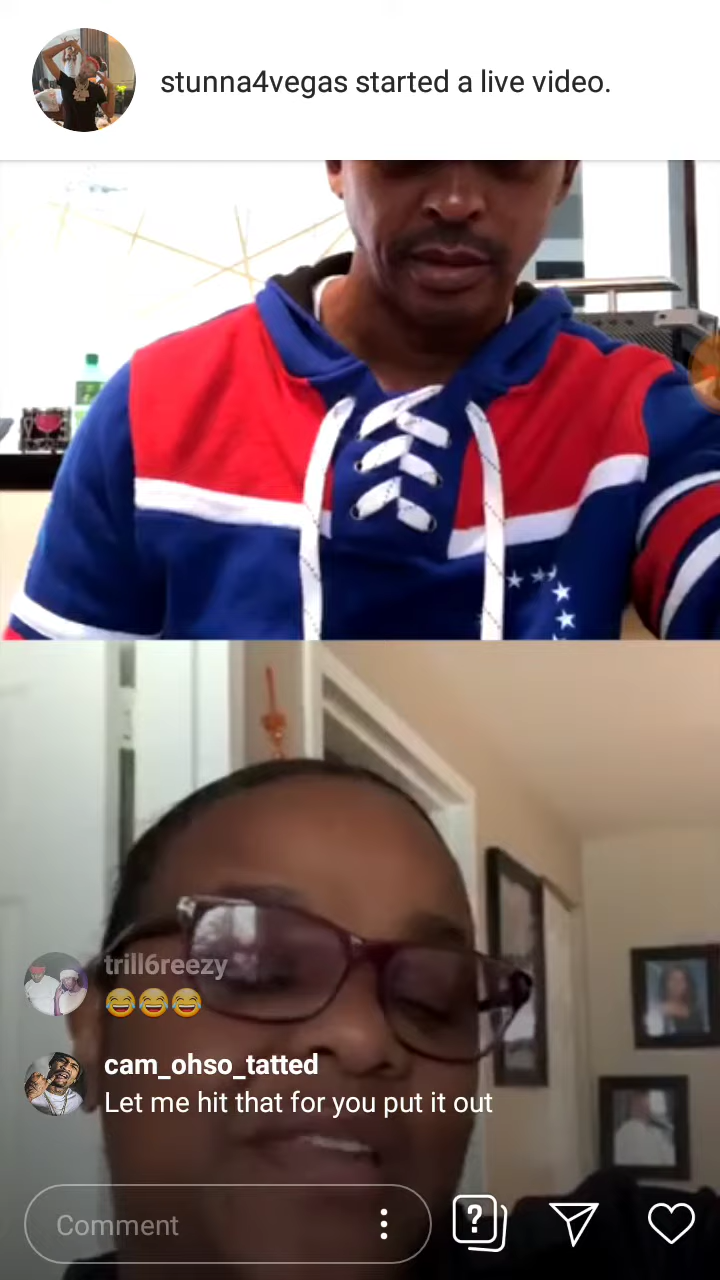 stunna4vegas started a live video.
trill6reezy
😂😂😂
cam_ohso_tatted
Let me hit that for you put it out
Comment
?